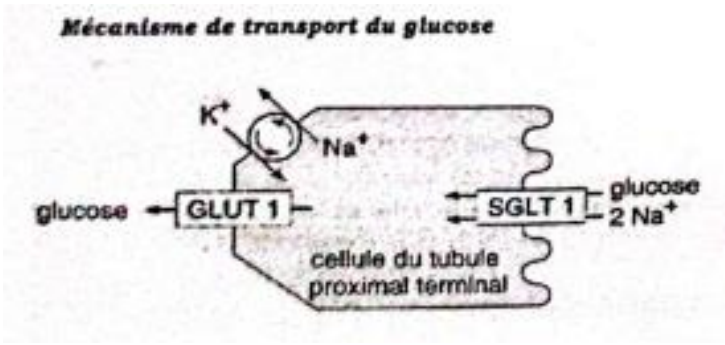 Mécanisme de transport du glucose
K+
Na+
glucose
GLUT 1
SGLT 1
glucose
2 Na+
cellule du tubule
proximal terminal